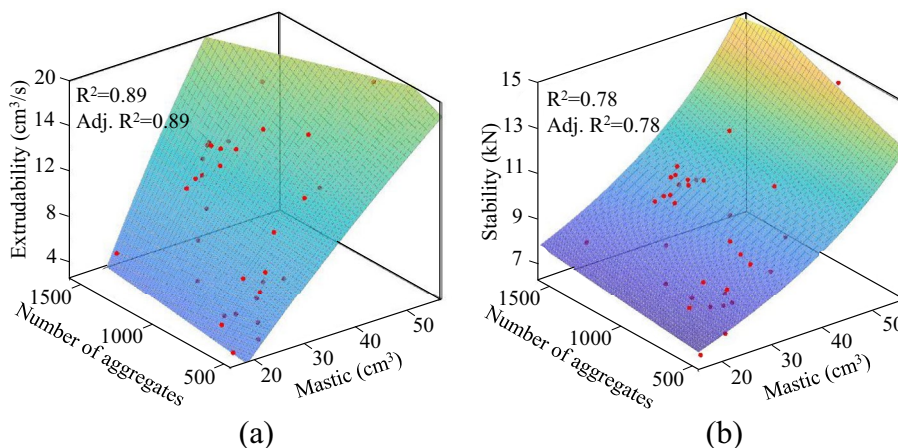 20
14
12
8
4
Extrudability (cm³/s)
R²=0.89
Adj. R²=0.89
1500
1000
500
Number of aggregates
20
30
40
50
Mastic (cm³)
(a)
15
13
11
9
7
Stability (kN)
R²=0.78
Adj. R²=0.78
1500
1000
500
Number of aggregates
20
30
40
50
Mastic (cm³)
(b)